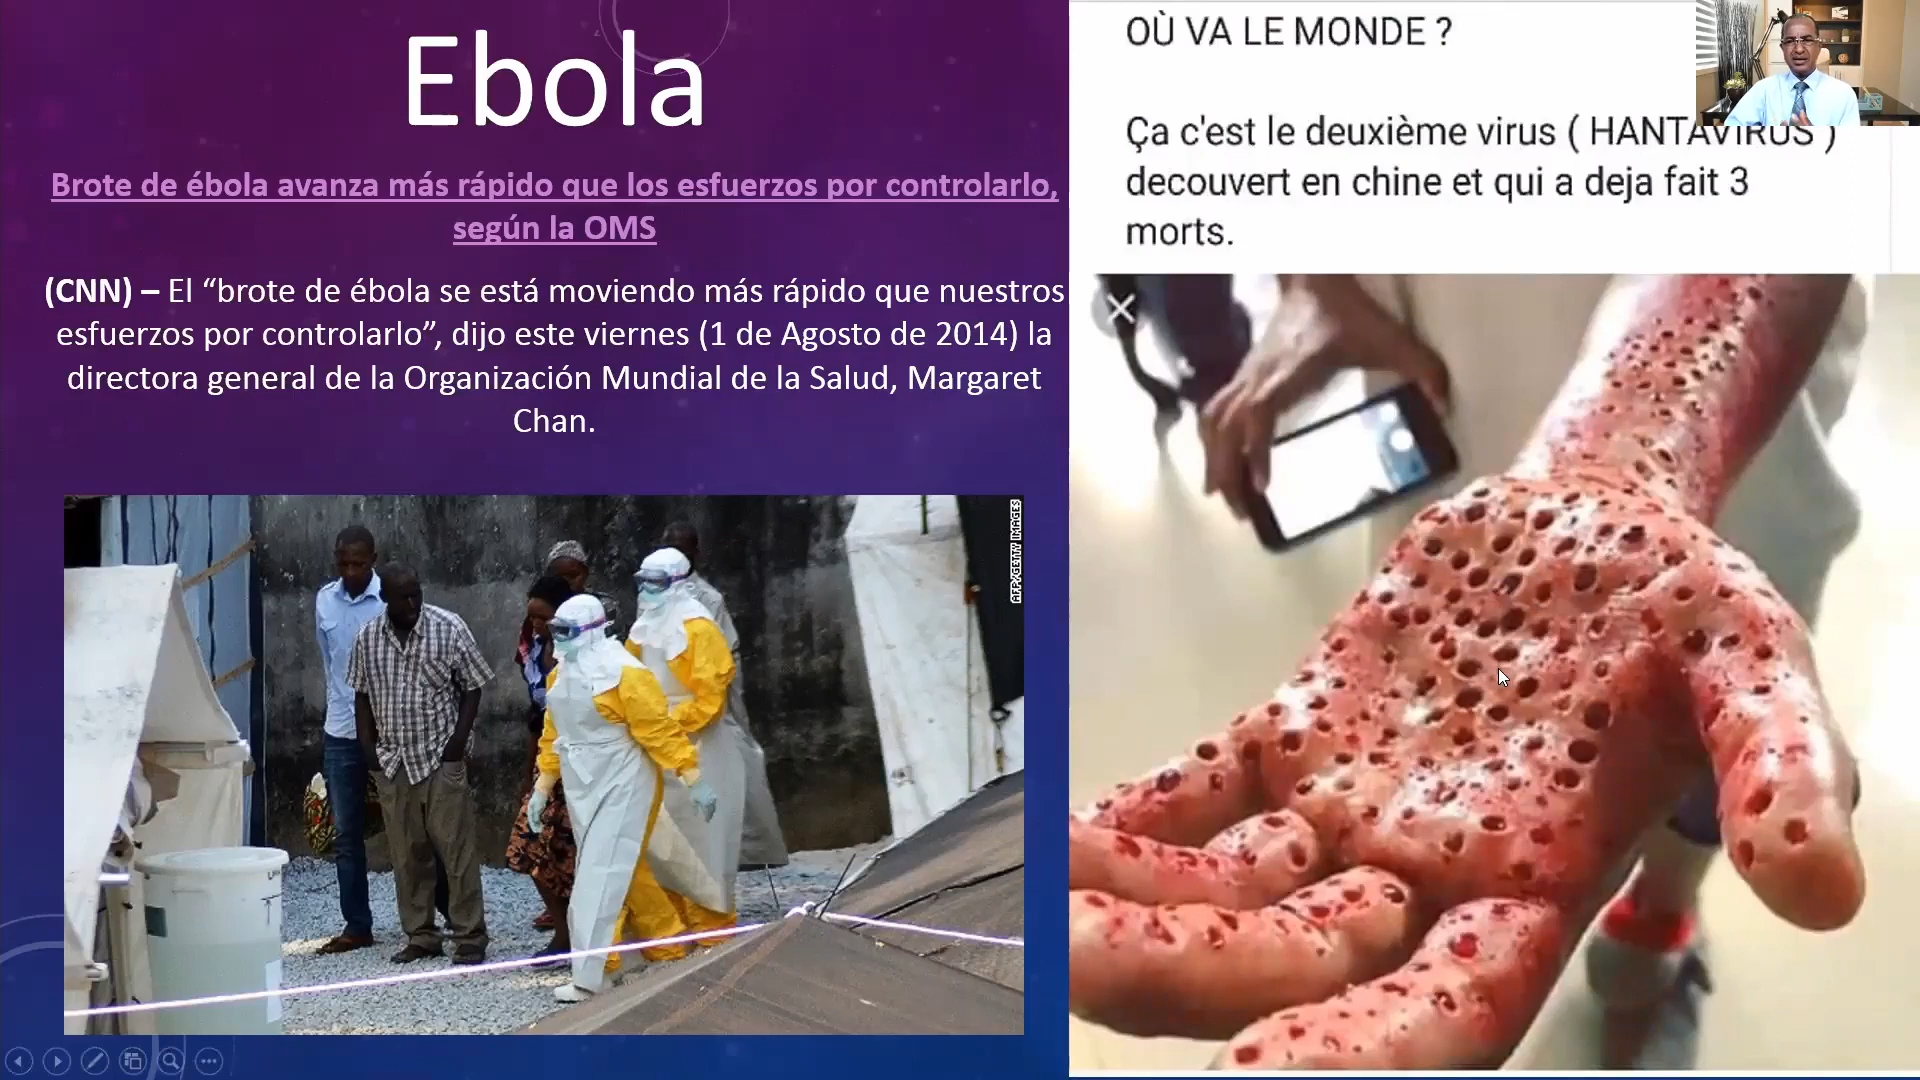 Ebola
Brote de ébola avanza más rápido que los esfuerzos por controlarlo,
según la OMS
(CNN) – El “brote de ébola se está moviendo más rápido que nuestros
esfuerzos por controlarlo”, dijo este viernes (1 de Agosto de 2014) la
directora general de la Organización Mundial de la Salud, Margaret
Chan.
AFP/GETTY IMAGES
OÙ VA LE MONDE ?
Ça c'est le deuxième virus ( HANTAVIRUS )
decouvert en chine et qui a deja fait 3
morts.